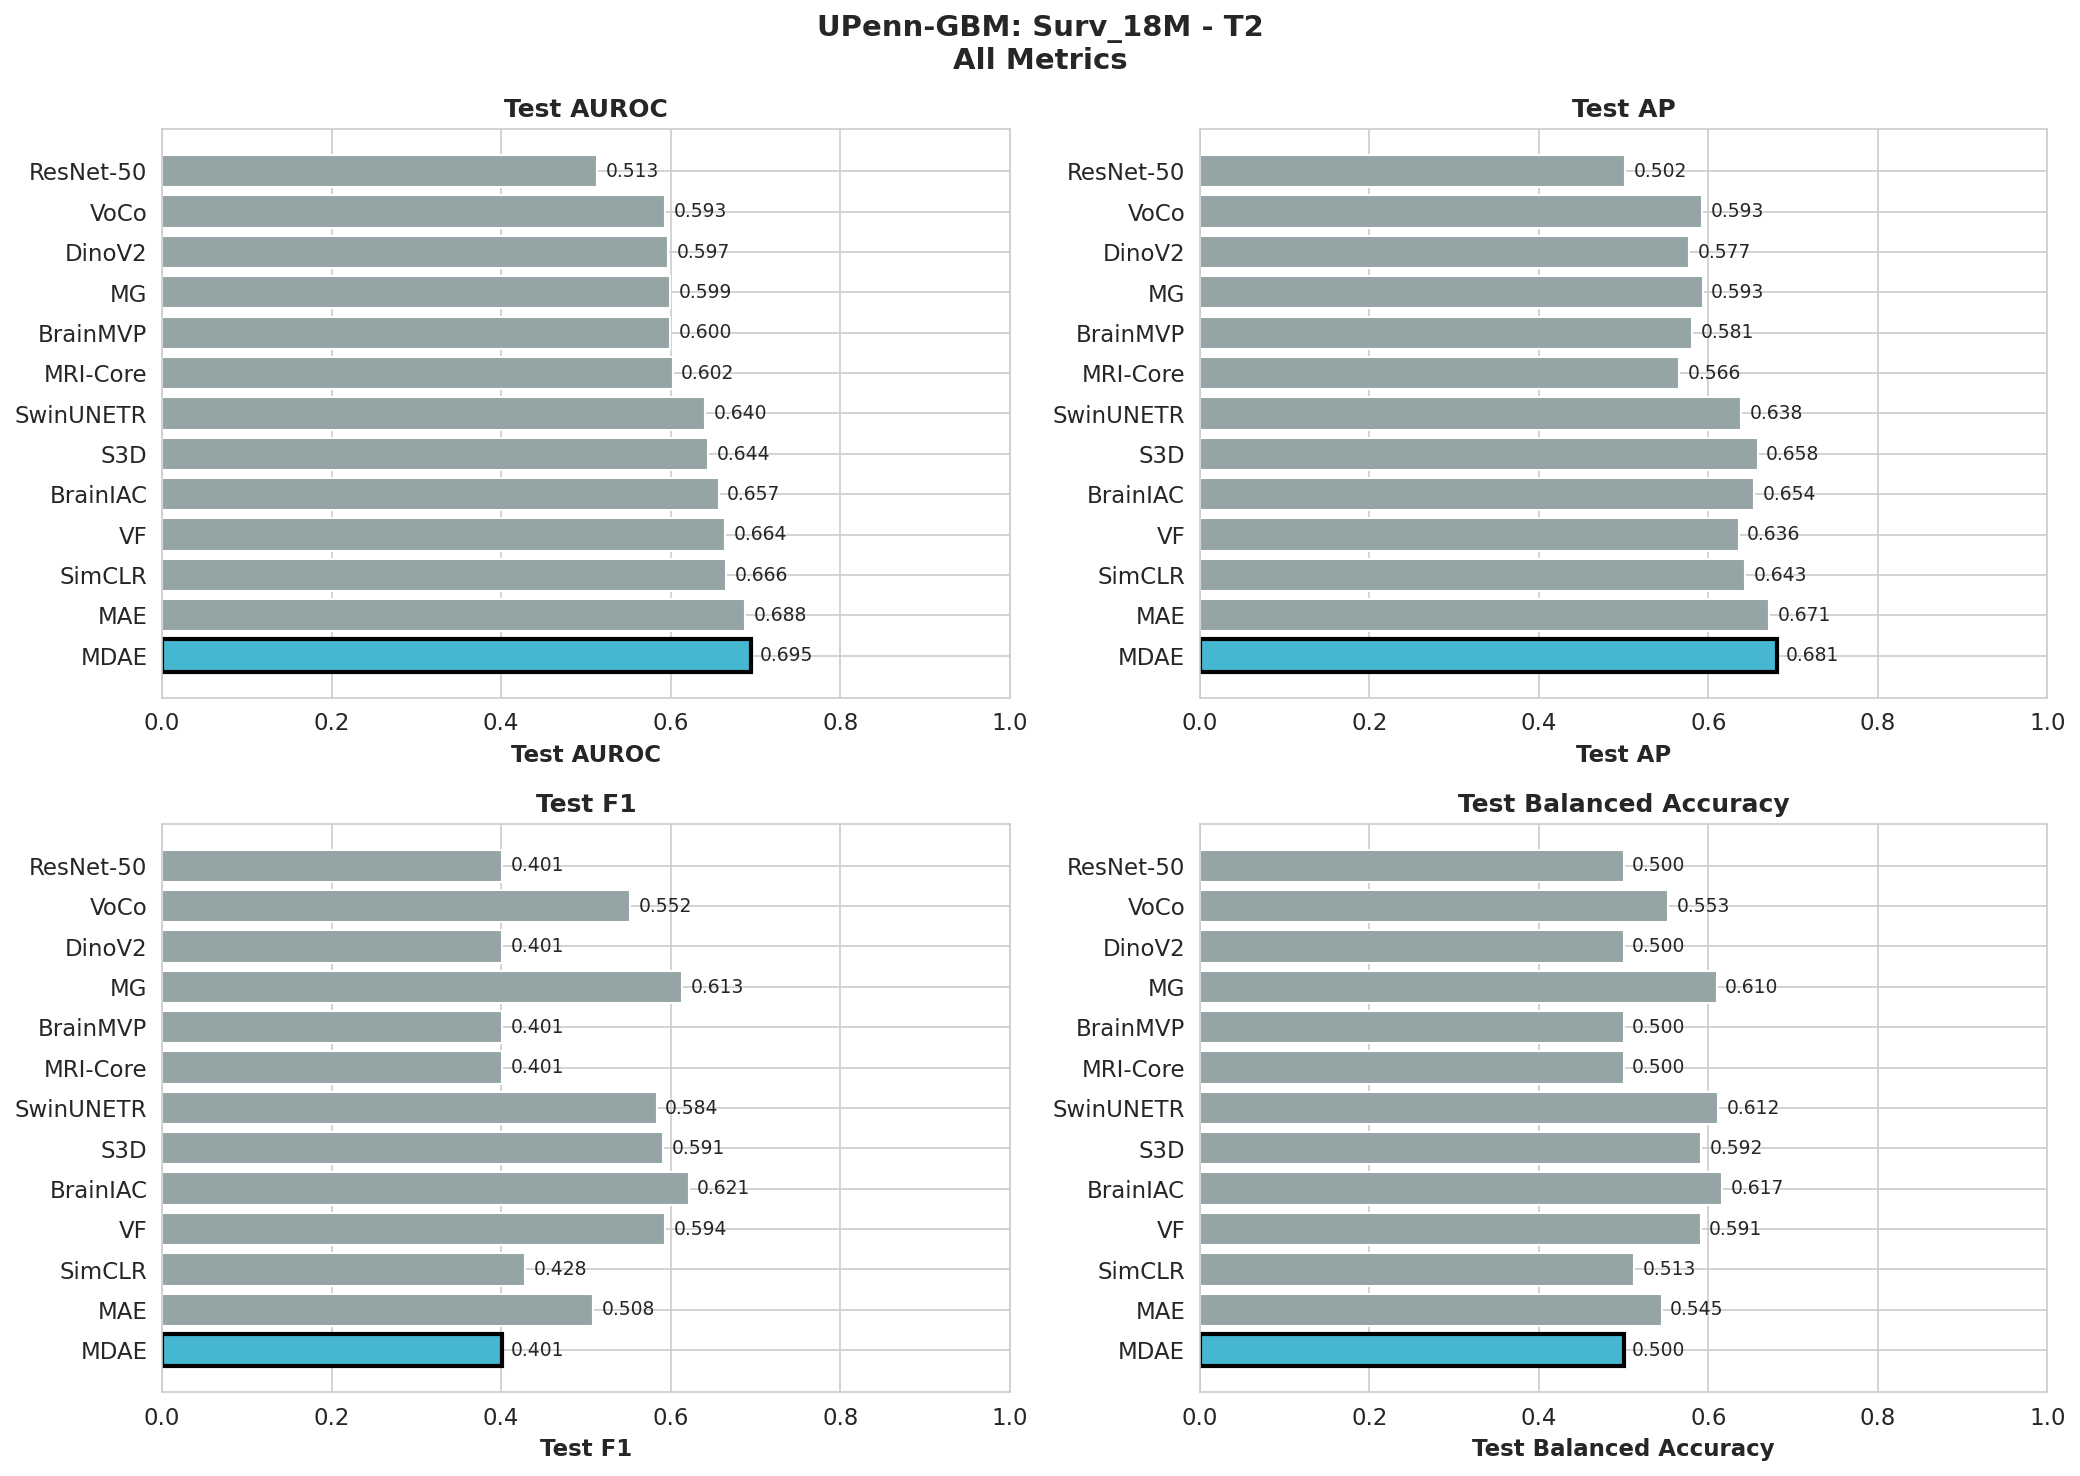 UPenn-GBM: Surv_18M - T2
All Metrics
Test AUROC
ResNet-50 0.513
VoCo 0.593
DinoV2 0.597
MG 0.599
BrainMVP 0.600
MRI-Core 0.602
SwinUNETR 0.640
S3D 0.644
BrainIAC 0.657
VF 0.664
SimCLR 0.666
MAE 0.688
MDAE 0.695
0.0 0.2 0.4 0.6 0.8 1.0
Test AUROC
Test AP
ResNet-50 0.502
VoCo 0.593
DinoV2 0.577
MG 0.593
BrainMVP 0.581
MRI-Core 0.566
SwinUNETR 0.638
S3D 0.658
BrainIAC 0.654
VF 0.636
SimCLR 0.643
MAE 0.671
MDAE 0.681
0.0 0.2 0.4 0.6 0.8 1.0
Test AP
Test F1
ResNet-50 0.401
VoCo 0.552
DinoV2 0.401
MG 0.613
BrainMVP 0.401
MRI-Core 0.401
SwinUNETR 0.584
S3D 0.591
BrainIAC 0.621
VF 0.594
SimCLR 0.428
MAE 0.508
MDAE 0.401
0.0 0.2 0.4 0.6 0.8 1.0
Test F1
Test Balanced Accuracy
ResNet-50 0.500
VoCo 0.553
DinoV2 0.500
MG 0.610
BrainMVP 0.500
MRI-Core 0.500
SwinUNETR 0.612
S3D 0.592
BrainIAC 0.617
VF 0.591
SimCLR 0.513
MAE 0.545
MDAE 0.500
0.0 0.2 0.4 0.6 0.8 1.0
Test Balanced Accuracy